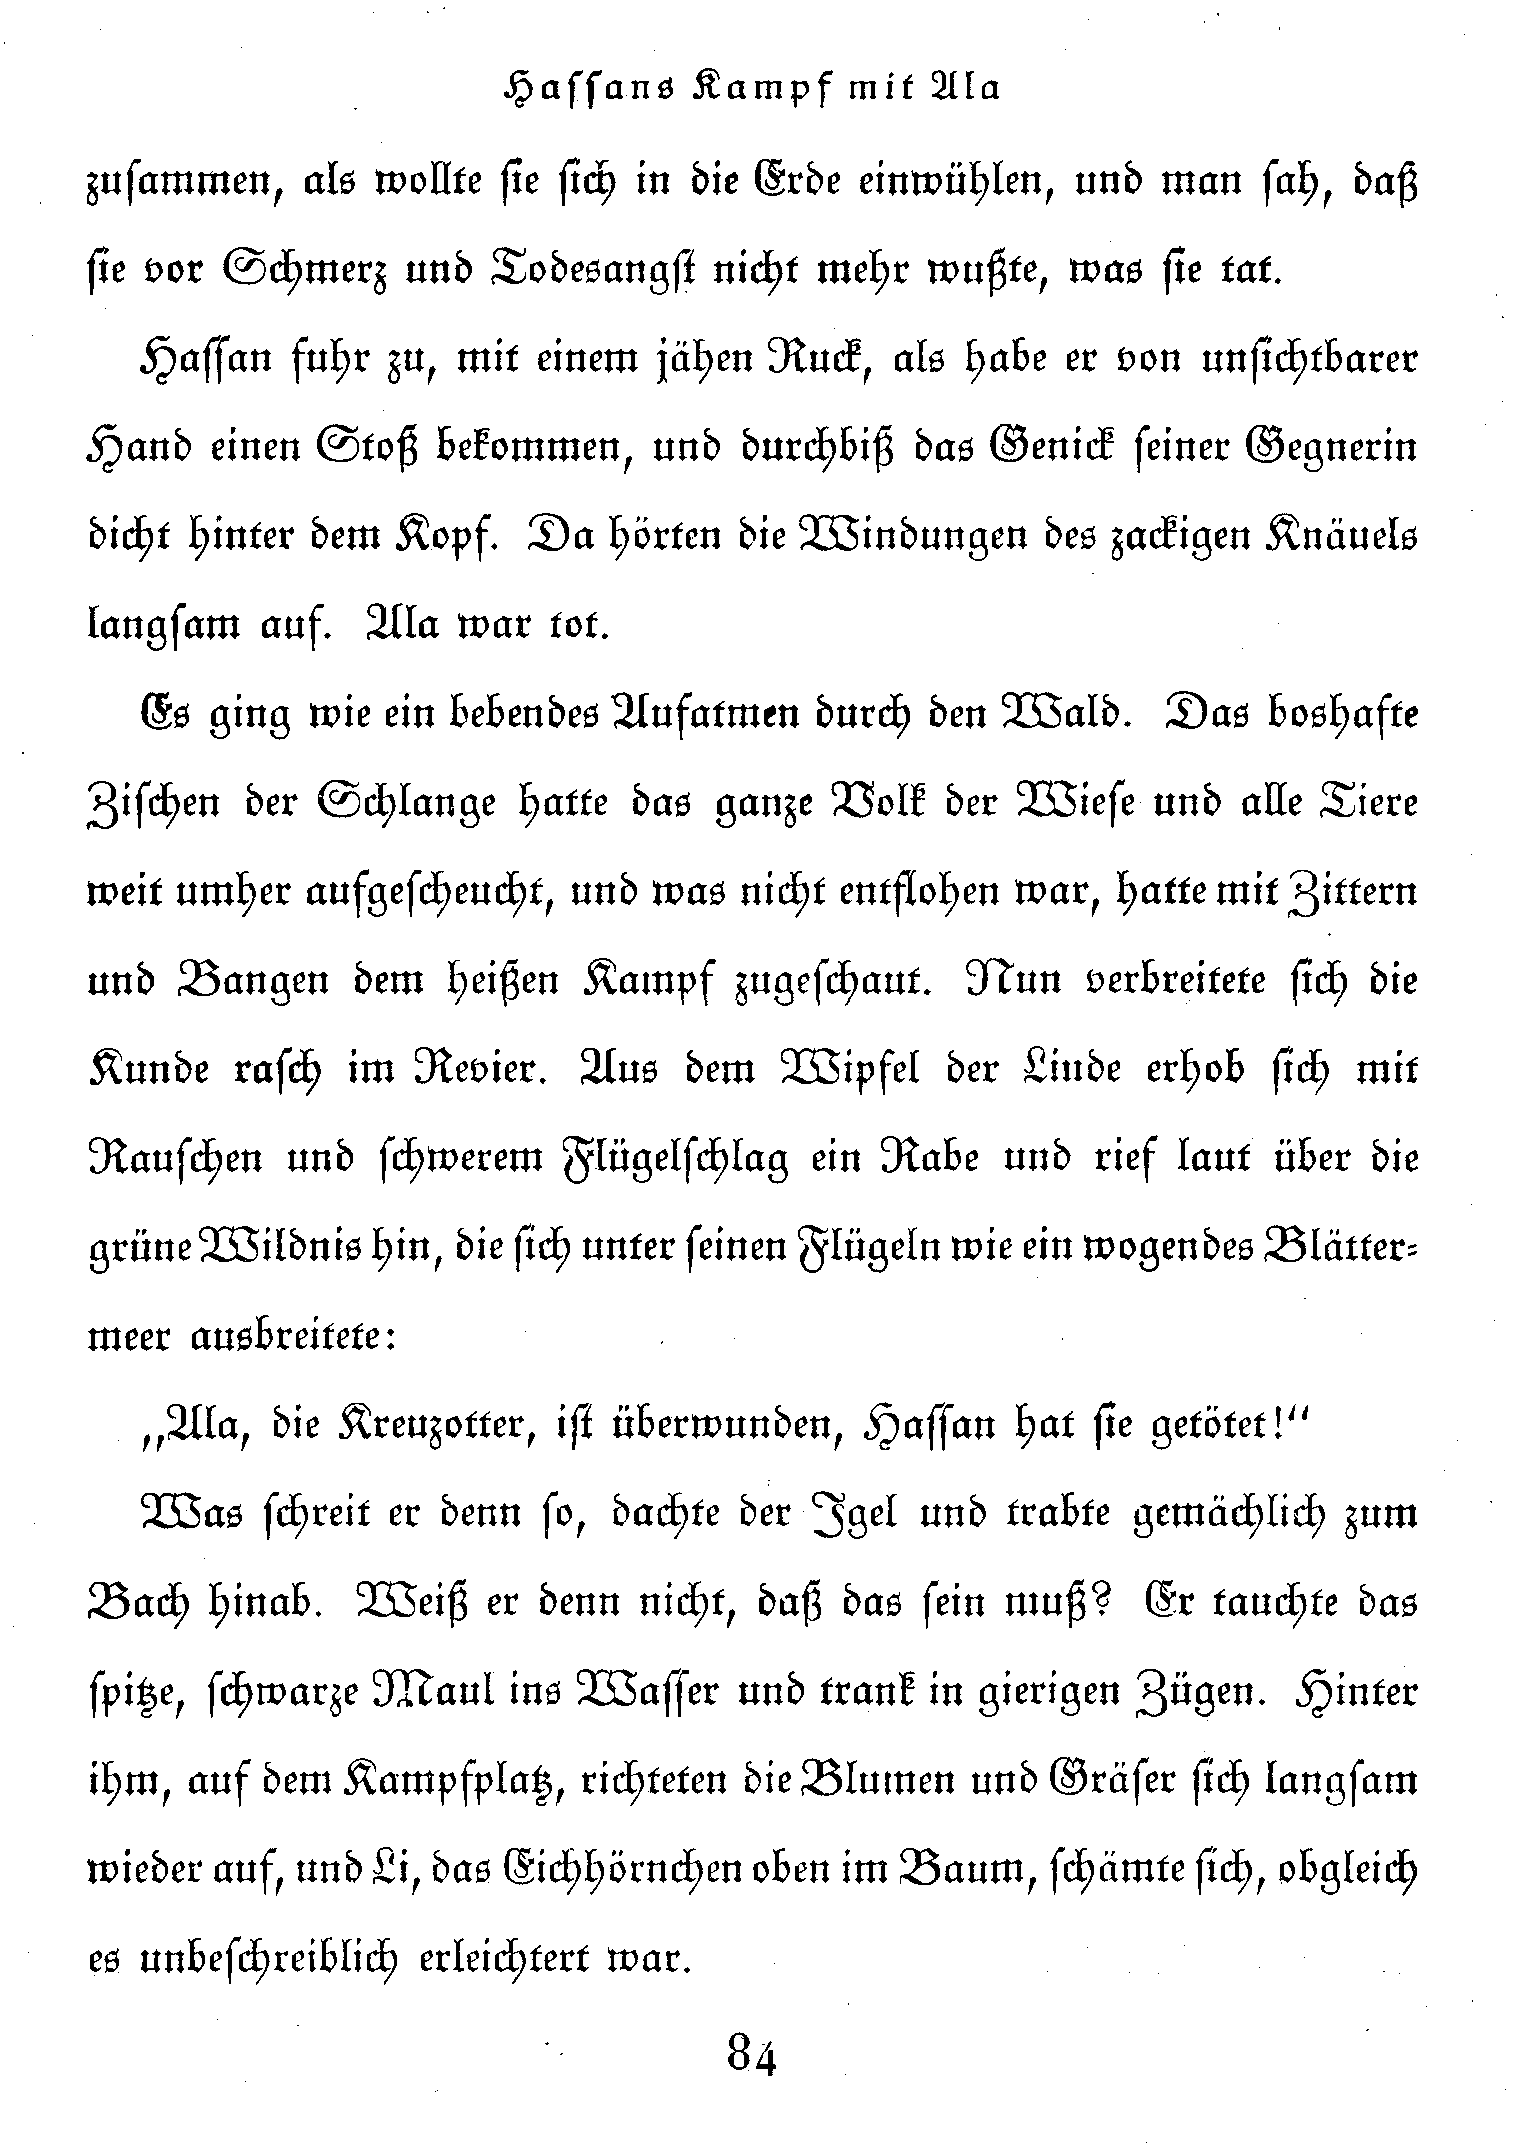 Hassans Kampf mit Ala
zusammen, als wollte sie sich in die Erde einwühlen, und man sah, daß
sie vor Schmerz und Todesangst nicht mehr wußte, was sie tat.
Hassan fuhr zu, mit einem jähen Ruck, als habe er von unsichtbarer
Hand einen Stoß bekommen, und durchbiß das Genick seiner Gegnerin
dicht hinter dem Kopf. Da hörten die Windungen des zackigen Knäuels
langsam auf. Ala war tot.
Es ging wie ein bebendes Aufatmen durch den Wald. Das boshafte
Zischen der Schlange hatte das ganze Volk der Wiese und alle Tiere
weit umher aufgescheucht, und was nicht entflohen war, hatte mit Zittern
und Bangen dem heißen Kampf zugeschaut. Nun verbreitete sich die
Kunde rasch im Revier. Aus dem Wipfel der Linde erhob sich mit
Rauschen und schwerem Flügelschlag ein Rabe und rief laut über die
grüne Wildnis hin, die sich unter seinen Flügeln wie ein wogendes Blätter-
meer ausbreitete:
„Ala, die Kreuzotter, ist überwunden, Hassan hat sie getötet!“
Was schreit er denn so, dachte der Igel und trabte gemächlich zum
Bach hinab. Weiß er denn nicht, daß das sein muß? Er tauchte das
spitze, schwarze Maul ins Wasser und trank in gierigen Zügen. Hinter
ihm, auf dem Kampfplatz, richteten die Blumen und Gräser sich langsam
wieder auf, und Li, das Eichhörnchen oben im Baum, schämte sich, obgleich
es unbeschreiblich erleichtert war.
84